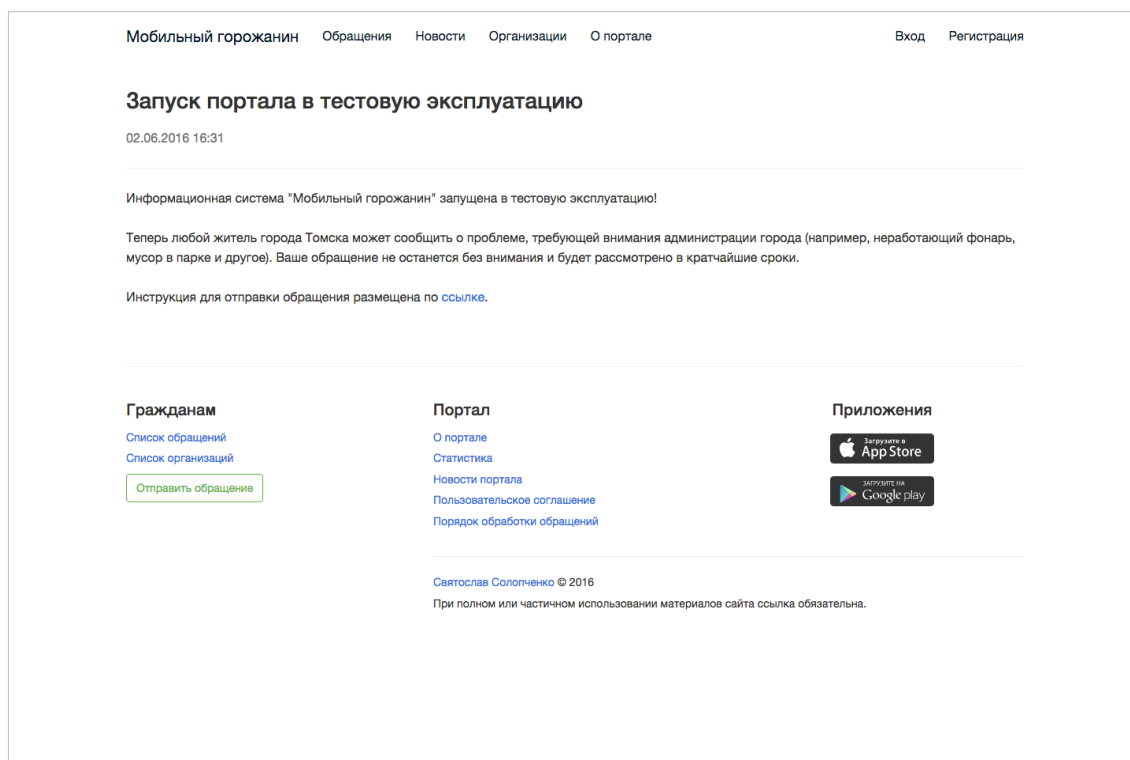 Мобильный горожанин Обращения Новости Организации О портале Вход Регистрация
Запуск портала в тестовую эксплуатацию
02.06.2016 16:31
Информационная система "Мобильный горожанин" запущена в тестовую эксплуатацию!
Теперь любой житель города Томска может сообщить о проблеме, требующей внимания администрации города (например, неработающий фонарь,
мусор в парке и другое). Ваше обращение не останется без внимания и будет рассмотрено в кратчайшие сроки.
Инструкция для отправки обращения размещена по ссылке.
Гражданам
Список обращений
Список организаций
Отправить обращение
Портал
О портале
Статистика
Новости портала
Пользовательское соглашение
Порядок обработки обращений
Приложения
Загрузите в
App Store
ЗАГРУЗИТЕ НА
Google play
Святослав Солопченко © 2016
При полном или частичном использовании материалов сайта ссылка обязательна.